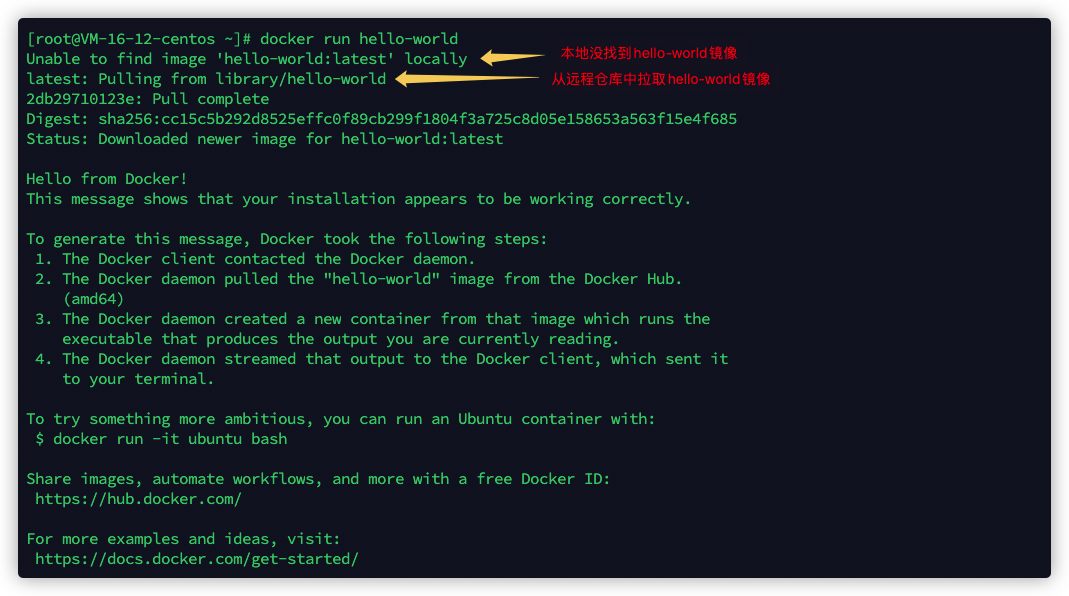 [root@VM-16-12-centos ~]# docker run hello-world
Unable to find image 'hello-world:latest' locally
本地没找到hello-world镜像
latest: Pulling from library/hello-world
从远程仓库中拉取hello-world镜像
2db29710123e: Pull complete
Digest: sha256:cc15c5b292d8525effc0f89cb299f1804f3a725c8d05e158653a563f15e4f685
Status: Downloaded newer image for hello-world:latest
Hello from Docker!
This message shows that your installation appears to be working correctly.
To generate this message, Docker took the following steps:
1. The Docker client contacted the Docker daemon.
2. The Docker daemon pulled the "hello-world" image from the Docker Hub.
(amd64)
3. The Docker daemon created a new container from that image which runs the
executable that produces the output you are currently reading.
4. The Docker daemon streamed that output to the Docker client, which sent it
to your terminal.
To try something more ambitious, you can run an Ubuntu container with:
$ docker run -it ubuntu bash
Share images, automate workflows, and more with a free Docker ID:
https://hub.docker.com/
For more examples and ideas, visit:
https://docs.docker.com/get-started/